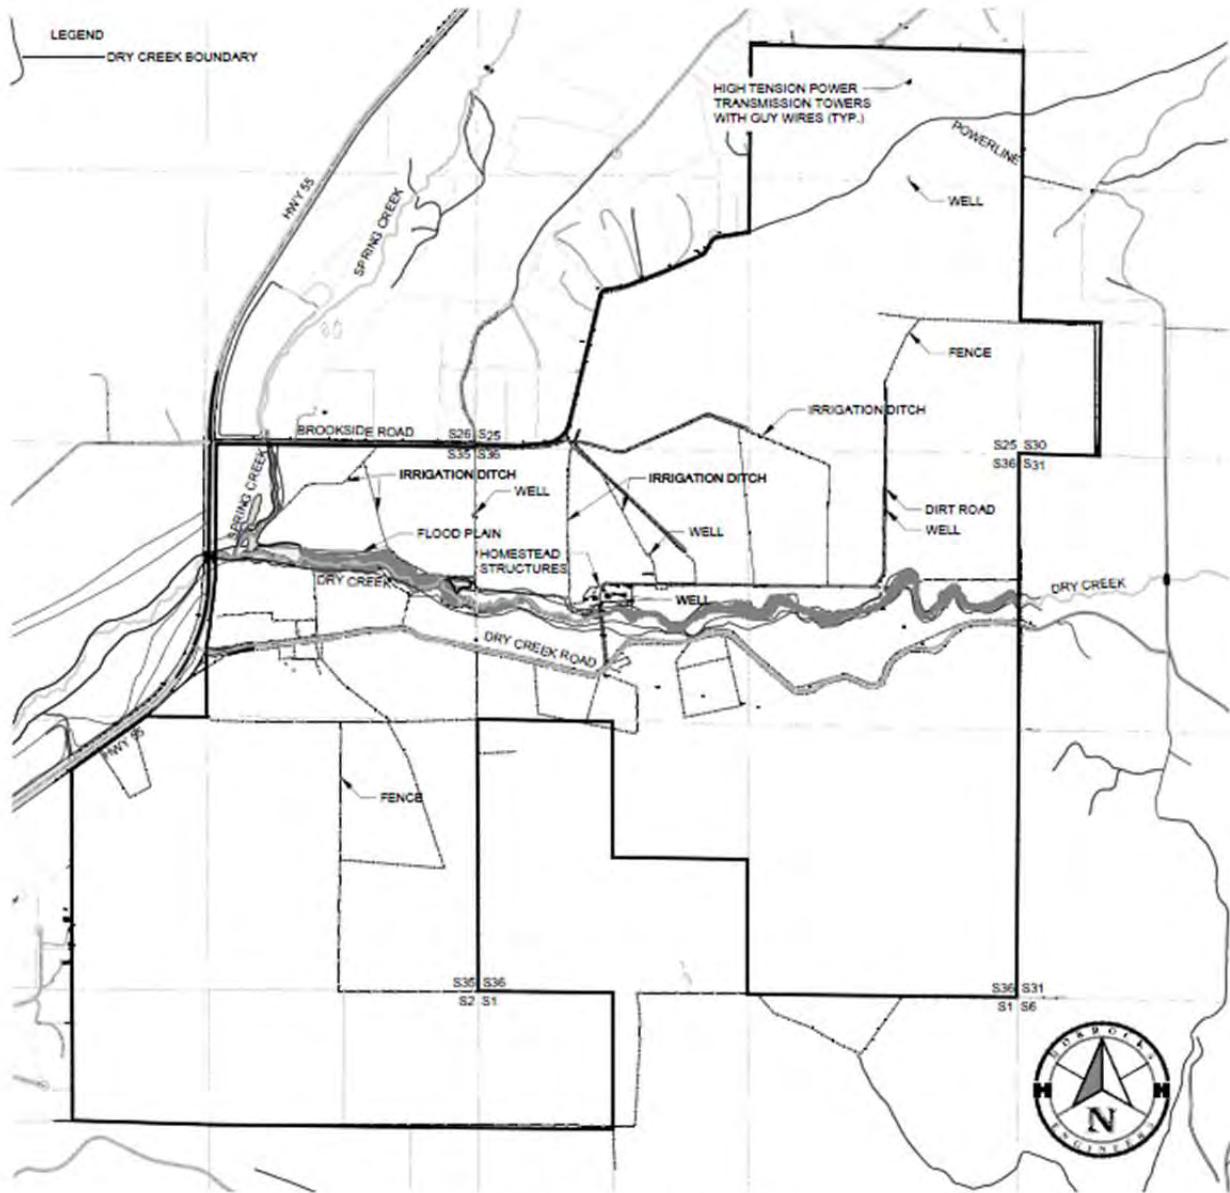 LEGEND
DRY CREEK BOUNDARY
HIGH TENSION POWER
TRANSMISSION TOWERS
WITH GUY WIRES (TYP.)
POWERLINE
HWY 55
SPRING CREEK
WELL
FENCE
IRRIGATION DITCH
BROOKSIDE ROAD
S26 S25
S35 S36
S25 S30
S36 S31
SPRING CREEK
IRRIGATION DITCH
WELL
IRRIGATION DITCH
DIRT ROAD
WELL
FLOOD PLAIN
WELL
HOMESTEAD
STRUCTURES
DRY CREEK
WELL
DRY CREEK
DRY CREEK ROAD
HWY 55
FENCE
S35 S36
S2 S1
S36 S31
S1 S6
HORROCKS
H H
N
ENGINEERS